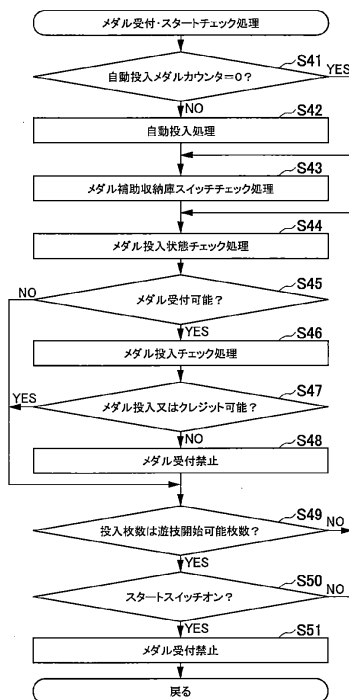 メダル受付・スタートチェック処理
S41
自動投入メダルカウンター=0?
YES
NO
S42
自動投入処理
S43
メダル補助収納庫スイッチチェック処理
S44
メダル投入状態チェック処理
S45
NO
メダル受付可能?
YES
S46
メダル投入チェック処理
S47
YES
メダル投入又はクレジット可能?
NO
S48
メダル受付禁止
S49
投入枚数は遊技開始可能枚数?
NO
YES
S50
スタートスイッチオン?
NO
YES
S51
メダル受付禁止
戻る